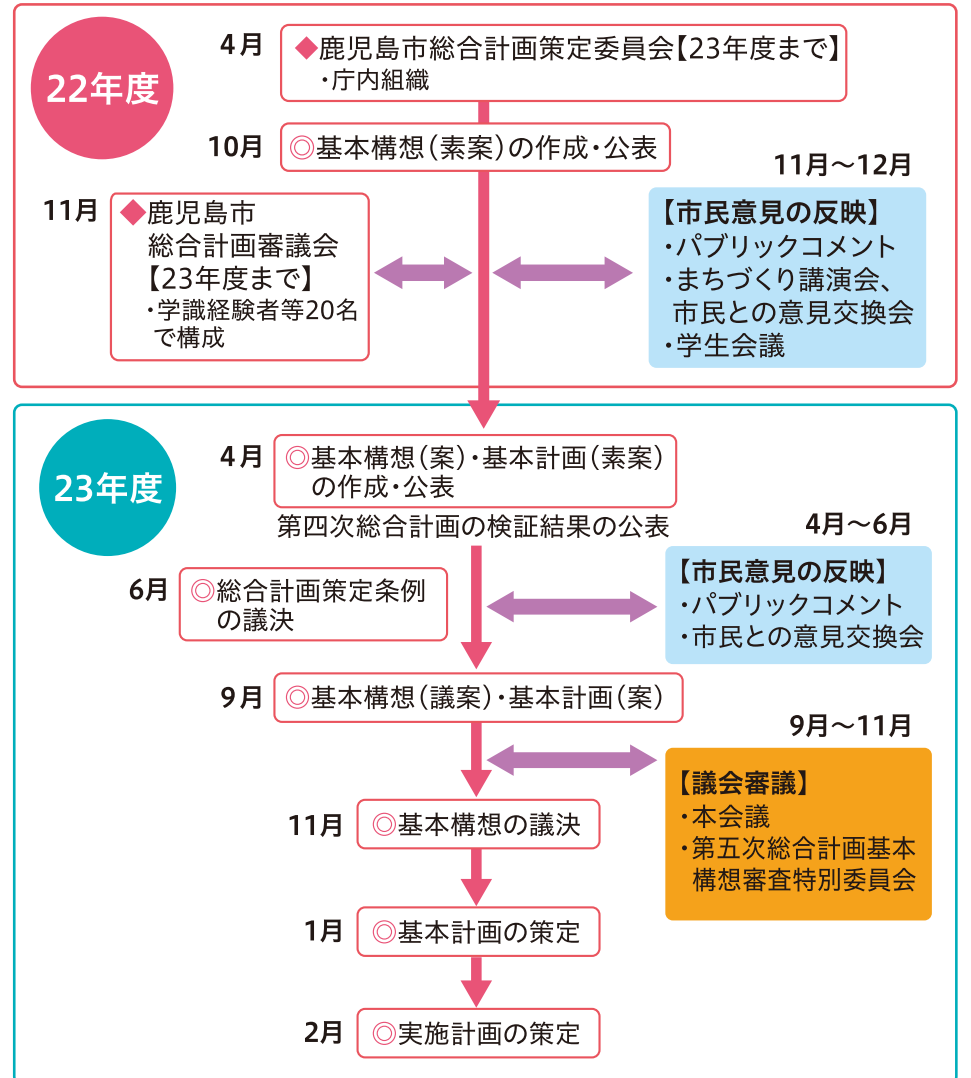 22年度
4月
◆鹿児島市総合計画策定委員会【23年度まで】
・庁内組織
10月
◎基本構想(素案)の作成・公表
11月
◆鹿児島市
総合計画審議会
【23年度まで】
・学識経験者等20名
で構成
11月〜12月
【市民意見の反映】
・パブリックコメント
・まちづくり講演会、
市民との意見交換会
・学生会議
23年度
4月
◎基本構想(案)・基本計画(素案)
の作成・公表
第四次総合計画の検証結果の公表
4月〜6月
【市民意見の反映】
・パブリックコメント
・市民との意見交換会
6月
◎総合計画策定条例
の議決
9月
◎基本構想(議案)・基本計画(案)
9月〜11月
【議会審議】
・本会議
・第五次総合計画基本
構想審査特別委員会
11月
◎基本構想の議決
1月
◎基本計画の策定
2月
◎実施計画の策定